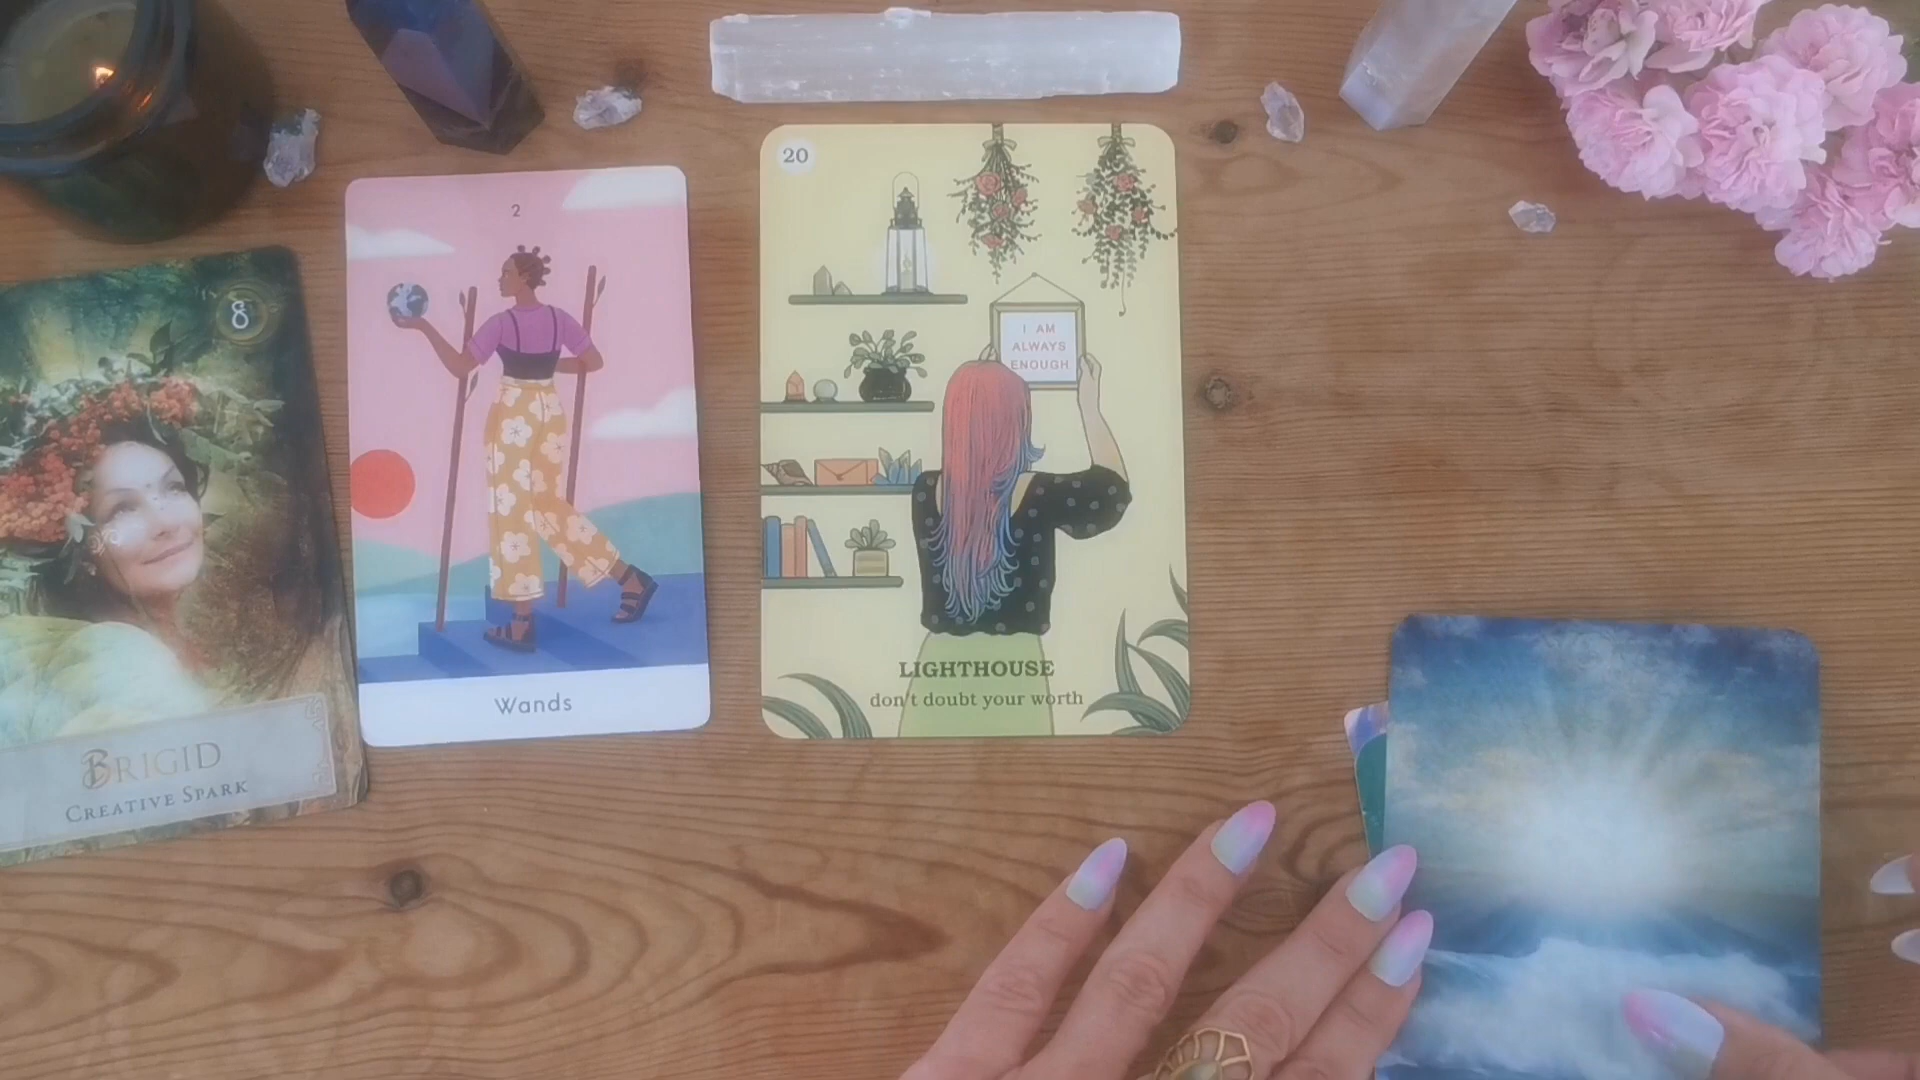 8
BRIGID
CREATIVE SPARK
2
Wands
20
I AM
ALWAYS
ENOUGH
LIGHTHOUSE
don't doubt your worth